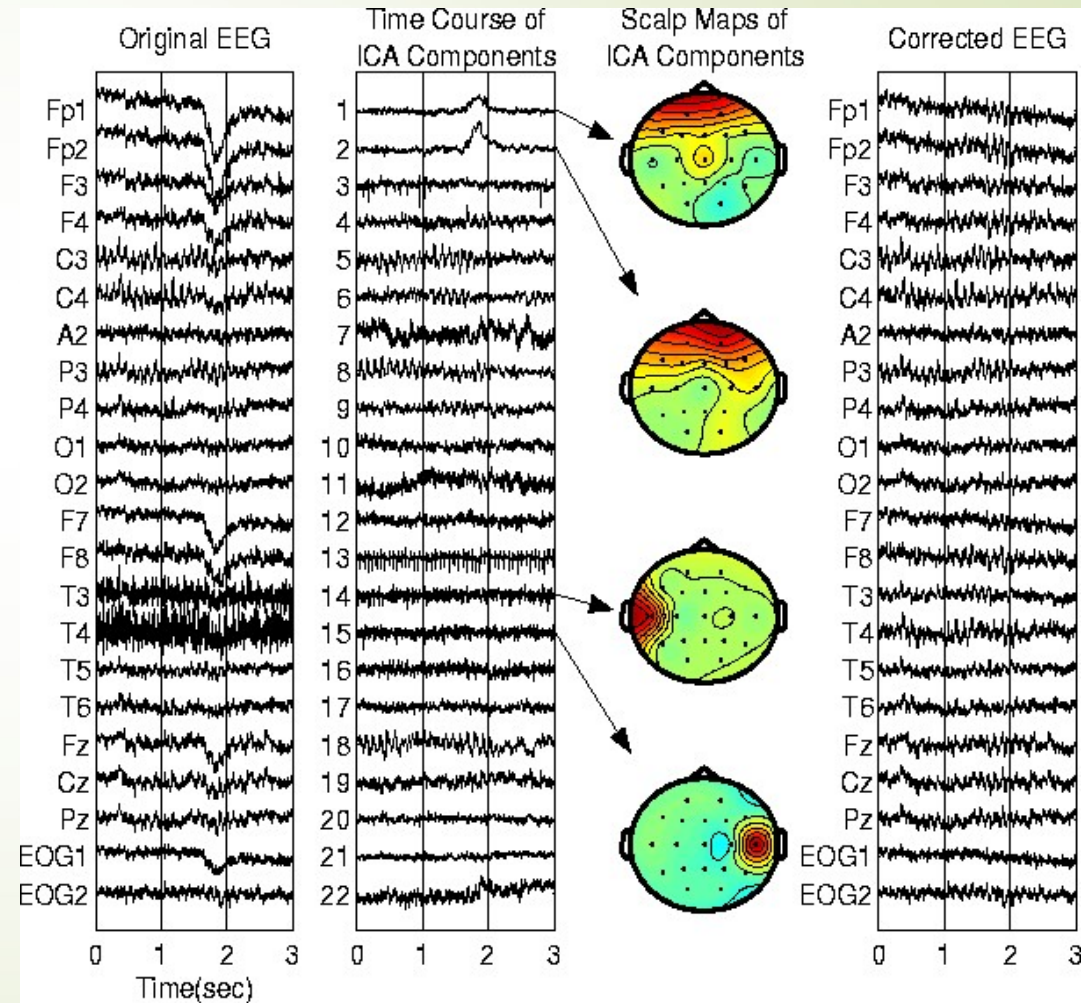 Original EEG
Time Course of
ICA Components
Scalp Maps of
ICA Components
Corrected EEG
Fp1
Fp2
F3
F4
C3
C4
A2
P3
P4
O1
O2
F7
F8
T3
T4
T5
T6
Fz
Cz
Pz
EOG1
EOG2
0 1 2 3
Time(sec)
1
2
3
4
5
6
7
8
9
10
11
12
13
14
15
16
17
18
19
20
21
22
0 1 2 3
Fp1
Fp2
F3
F4
C3
C4
A2
P3
P4
O1
O2
F7
F8
T3
T4
T5
T6
Fz
Cz
Pz
EOG1
EOG2
0 1 2 3